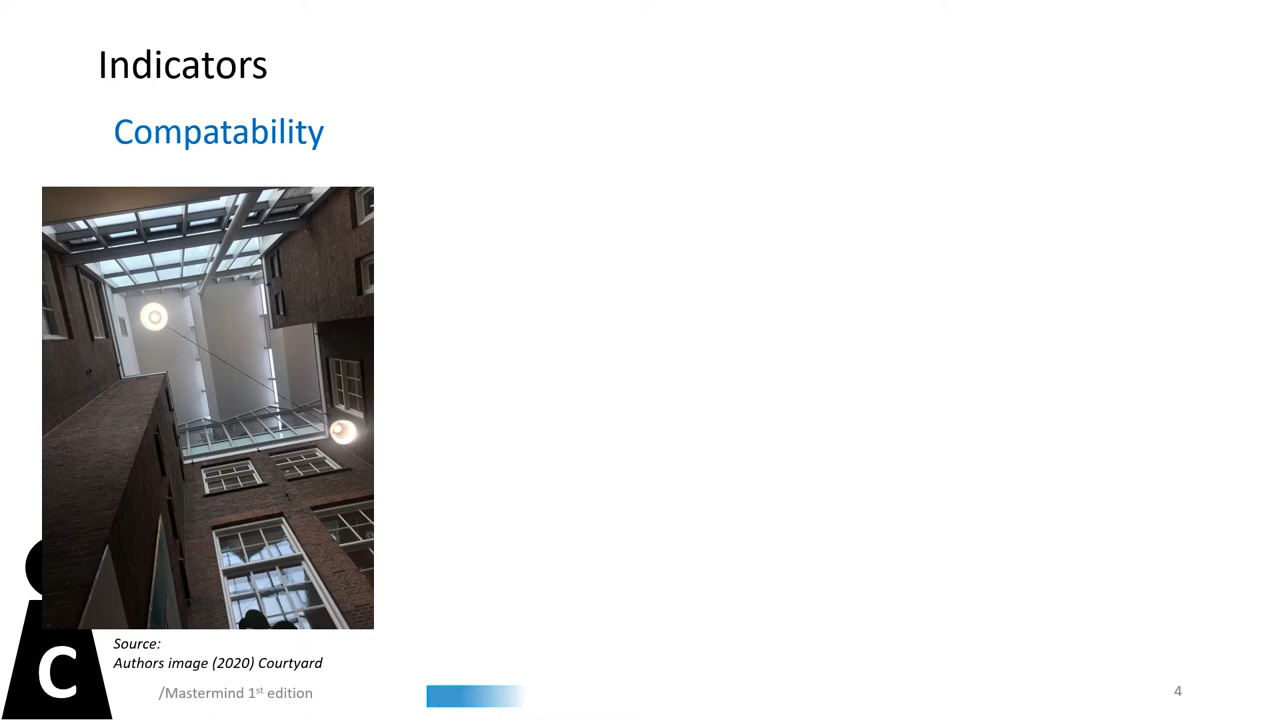 Indicators
Compatability
Source:
Authors image (2020) Courtyard
C
/Mastermind 1st edition
4